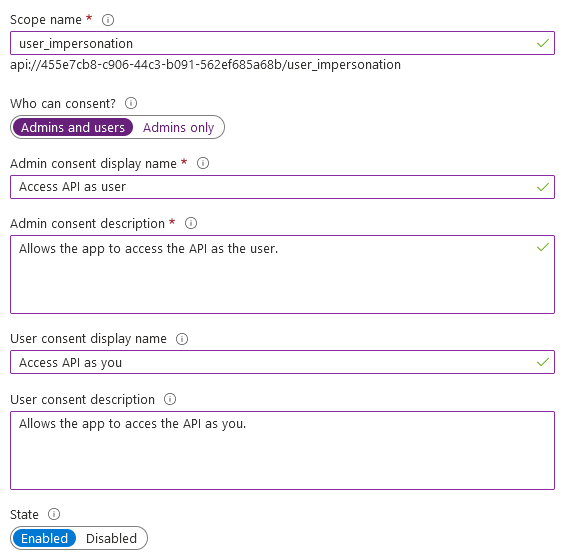 Scope name *
user_impersonation
api://455e7cb8-c906-44c3-b091-562ef685a68b/user_impersonation
Who can consent?
Admins and users Admins only
Admin consent display name *
Access API as user
Admin consent description *
Allows the app to access the API as the user.
User consent display name
Access API as you
User consent description
Allows the app to acces the API as you.
State
Enabled Disabled